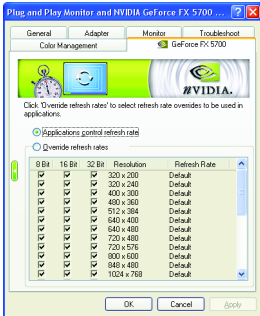 Plug and Play Monitor and NVIDIA GeForce FX 5700 ...
General Adapter Monitor Troubleshoot
Color Management GeForce FX 5700
NVIDIA.
Click 'Override refresh rates' to select refresh rate overrides to be used in
applications.
Applications control refresh rate
Override refresh rates
8 Bit 16 Bit 32 Bit Resolution Refresh Rate
320 x 200 Default
320 x 240 Default
400 x 300 Default
480 x 360 Default
512 x 384 Default
640 x 400 Default
640 x 480 Default
720 x 480 Default
720 x 576 Default
800 x 600 Default
848 x 480 Default
1024 x 768 Default
OK Cancel Apply